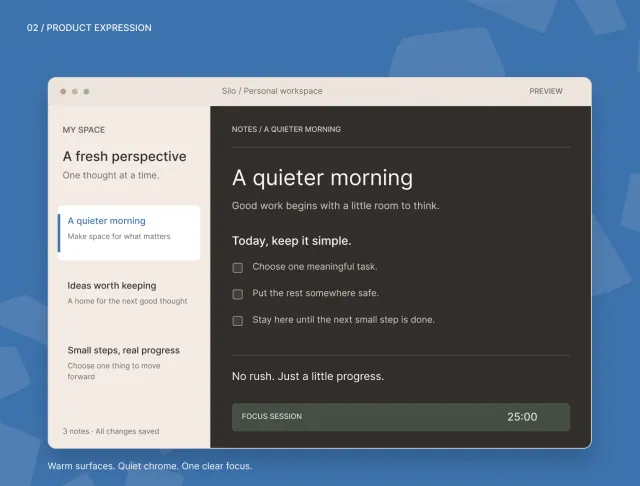 02 / PRODUCT EXPRESSION
Silo / Personal workspace
PREVIEW
MY SPACE
A fresh perspective
One thought at a time.
A quieter morning
Make space for what matters
Ideas worth keeping
A home for the next good thought
Small steps, real progress
Choose one thing to move
forward
3 notes · All changes saved
NOTES / A QUIETER MORNING
A quieter morning
Good work begins with a little room to think.
Today, keep it simple.
Choose one meaningful task.
Put the rest somewhere safe.
Stay here until the next small step is done.
No rush. Just a little progress.
FOCUS SESSION
25:00
Warm surfaces. Quiet chrome. One clear focus.